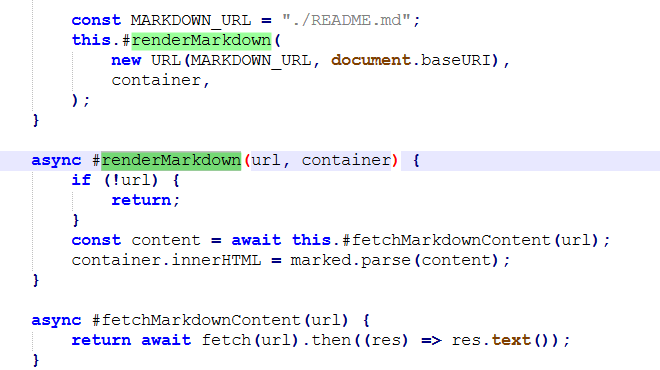 const MARKDOWN_URL = "./README.md";
this.#renderMarkdown(
new URL(MARKDOWN_URL, document.baseURI),
container,
);
}
async #renderMarkdown(url, container) {
if (!url) {
return;
}
const content = await this.#fetchMarkdownContent(url);
container.innerHTML = marked.parse(content);
}
async #fetchMarkdownContent(url) {
return await fetch(url).then((res) => res.text());
}